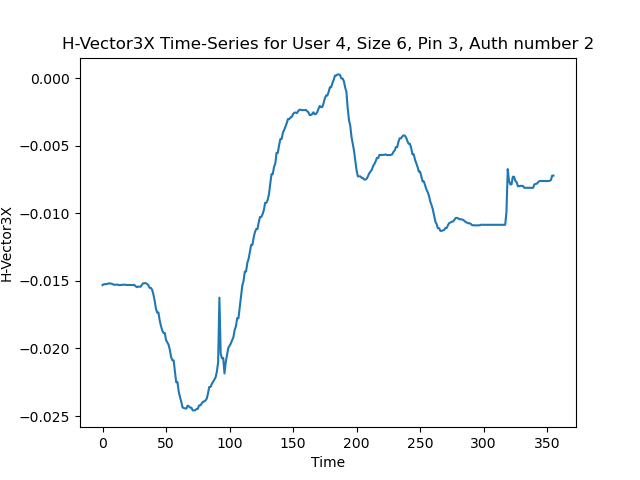 H-Vector3X Time-Series for User 4, Size 6, Pin 3, Auth number 2
H-Vector3X
0.000
-0.005
-0.010
-0.015
-0.020
-0.025
0 50 100 150 200 250 300 350
Time